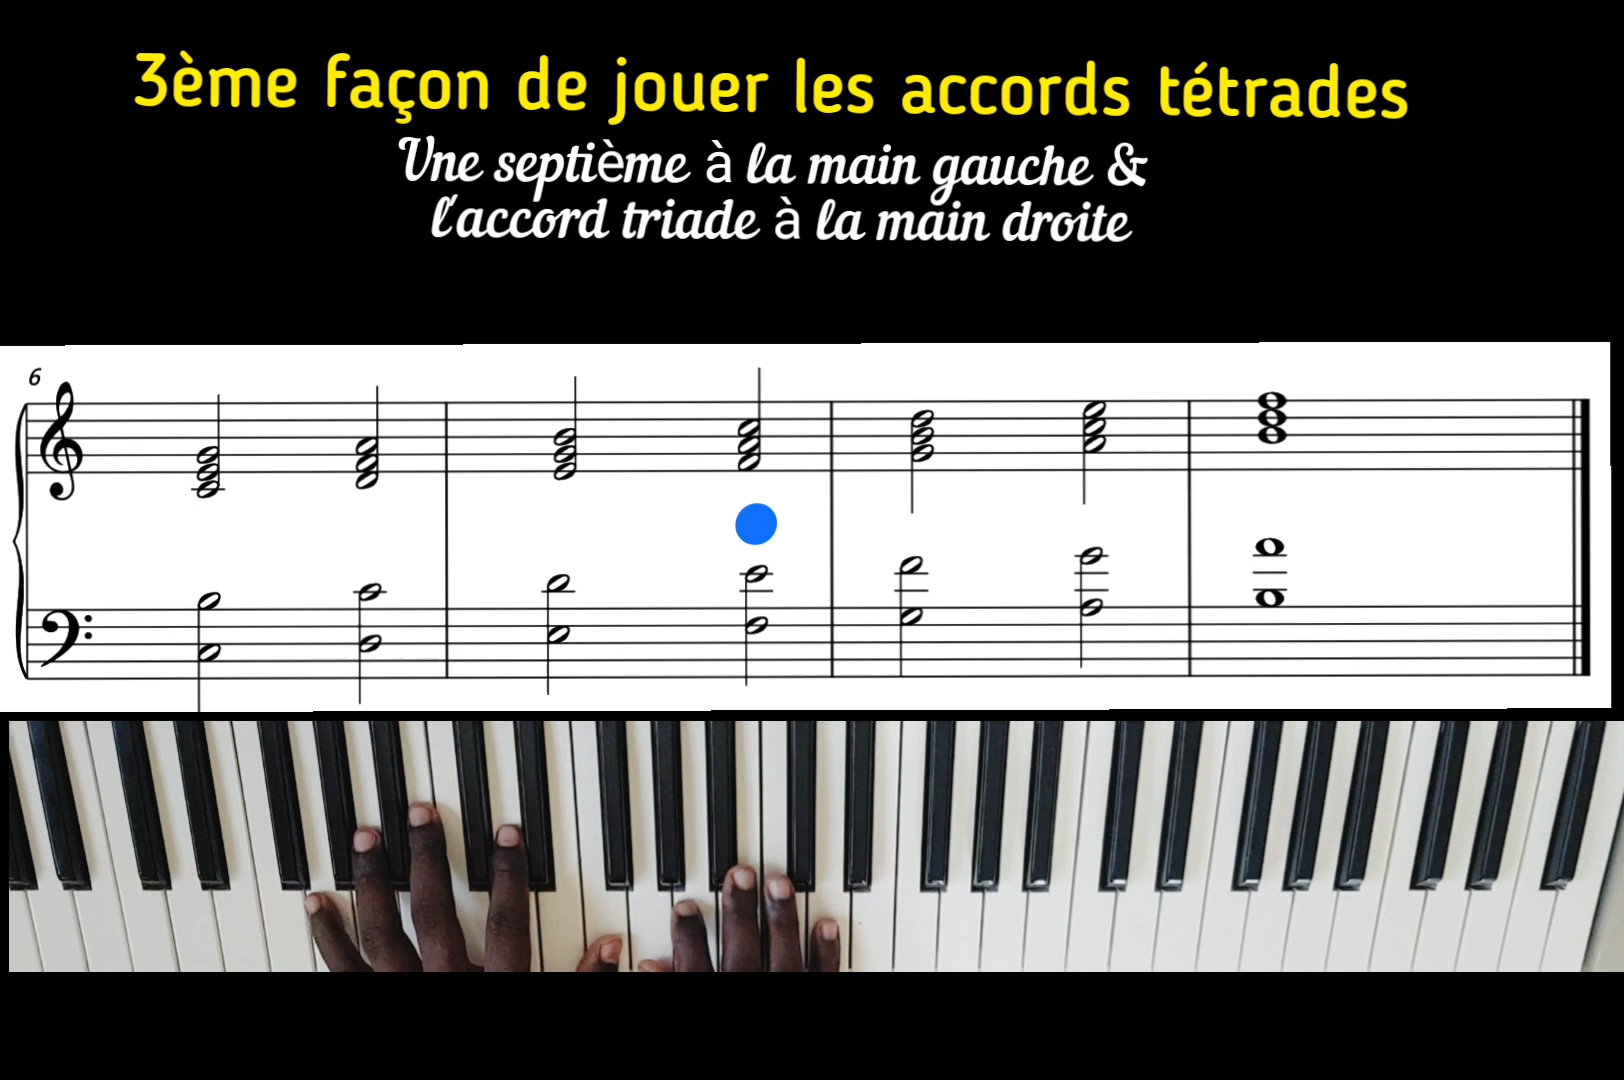 3ème façon de jouer les accords tétrades
Une septième à la main gauche &
l'accord triade à la main droite
6